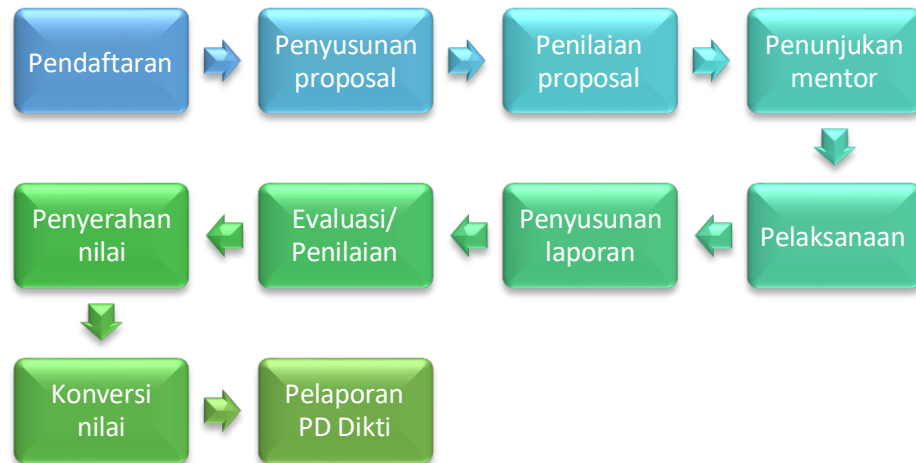 Pendaftaran
Penyusunan
proposal
Penilaian
proposal
Penunjukan
mentor
Pelaksanaan
Penyusunan
laporan
Evaluasi/
Penilaian
Penyerahan
nilai
Konversi
nilai
Pelaporan
PD Dikti